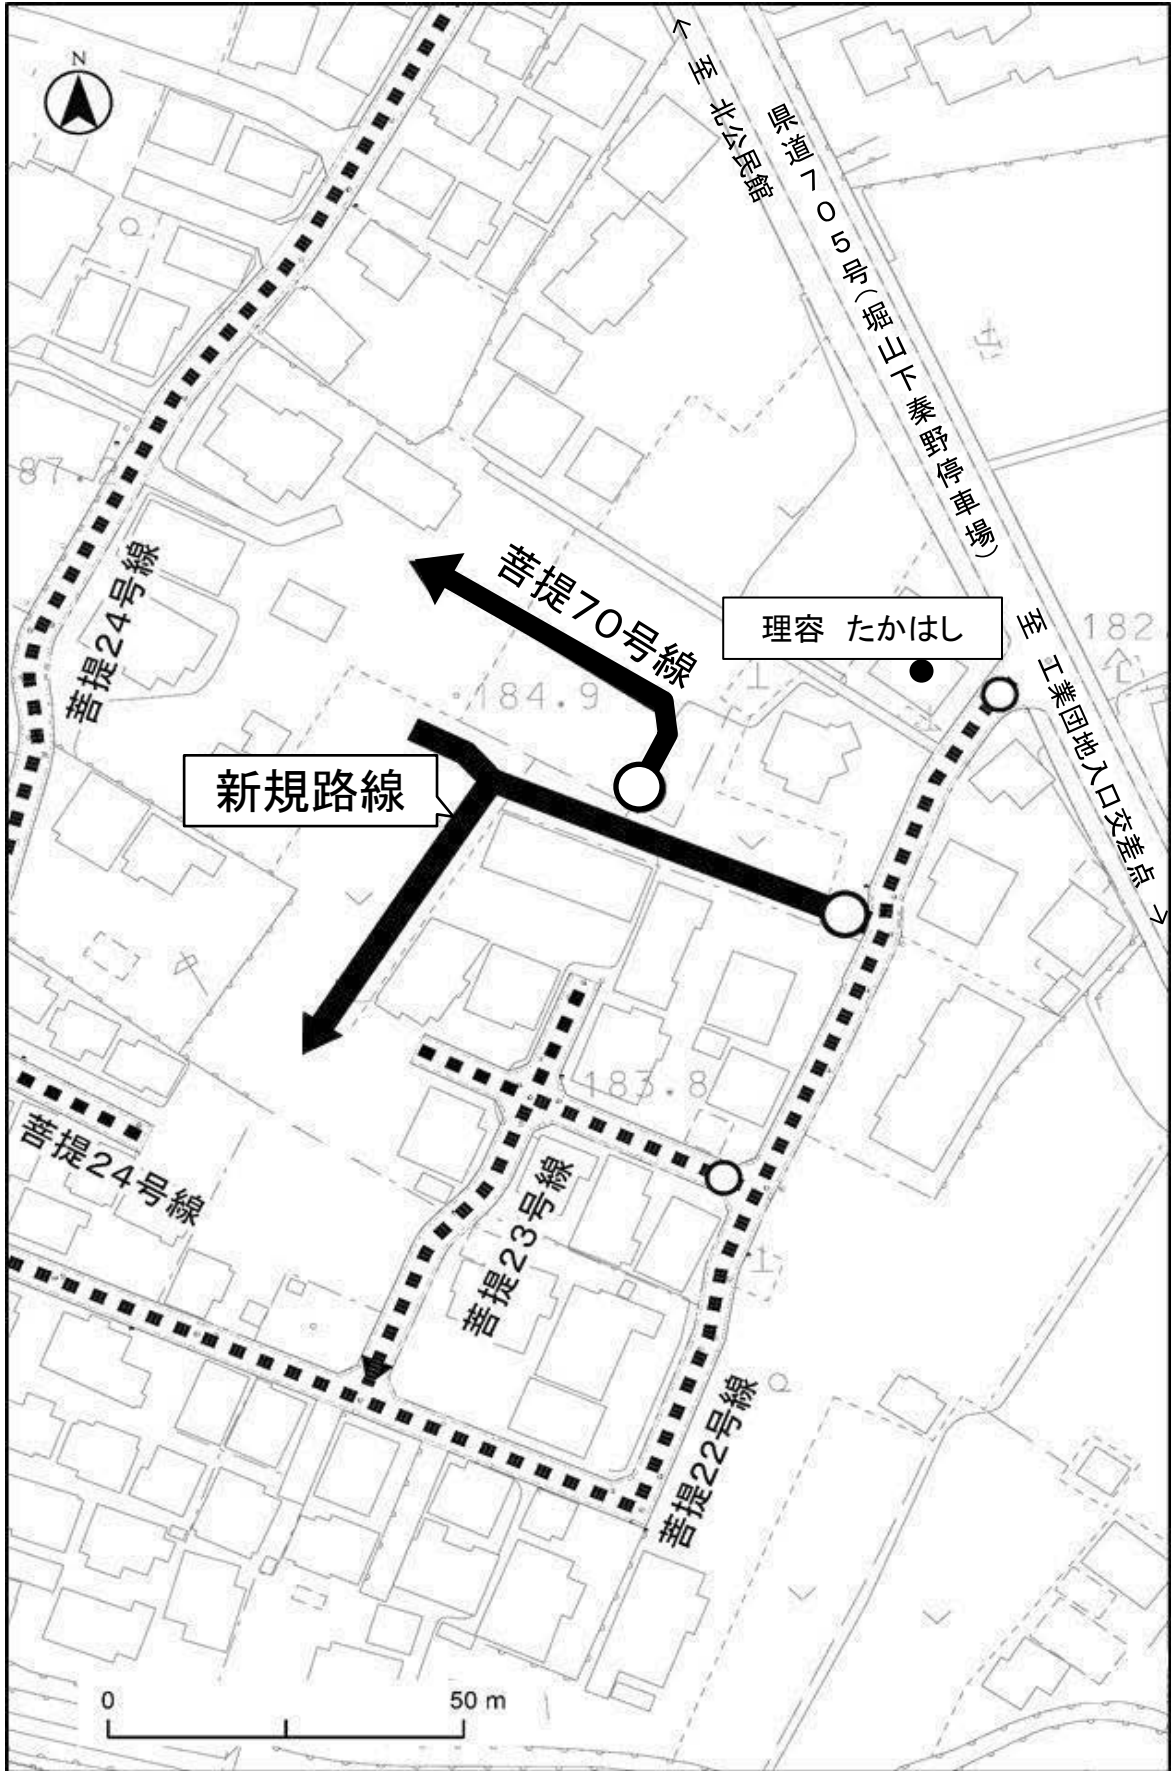 N
← 至 北公民館
県道705号(堀山下秦野停車場)
87.
菩提24号線
菩提70号線
理容 たかはし
至 工業団地入口交差点 →
182
184.9
新規路線
183.8
菩提24号線
菩提23号線
菩提22号線
0
50 m